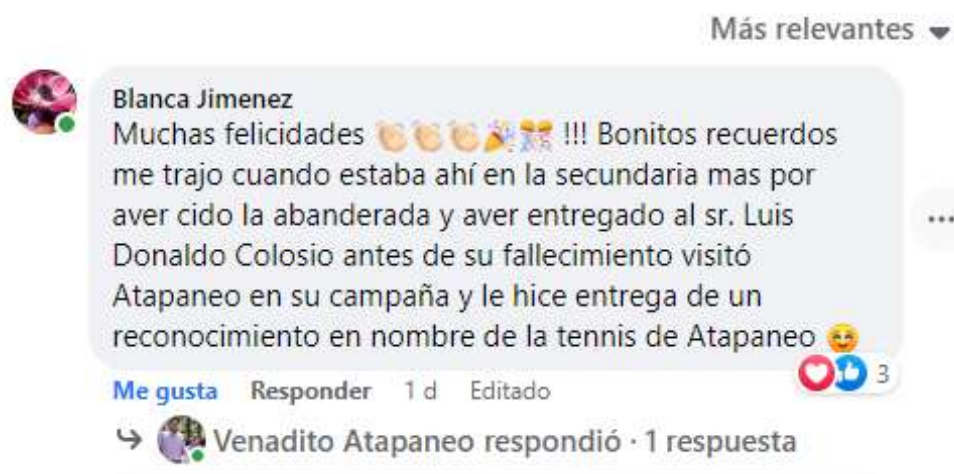 Más relevantes
Blanca Jimenez
Muchas felicidades 👏🏻👏🏻👏🏻🎉🎊 !!! Bonitos recuerdos
me trajo cuando estaba ahí en la secundaria mas por
aver cido la abanderada y aver entregado al sr. Luis
Donaldo Colosio antes de su fallecimiento visitó
Atapaneo en su campaña y le hice entrega de un
reconocimiento en nombre de la tennis de Atapaneo ☺️
3
Me gusta Responder 1 d Editado
Venadito Atapaneo respondió · 1 respuesta